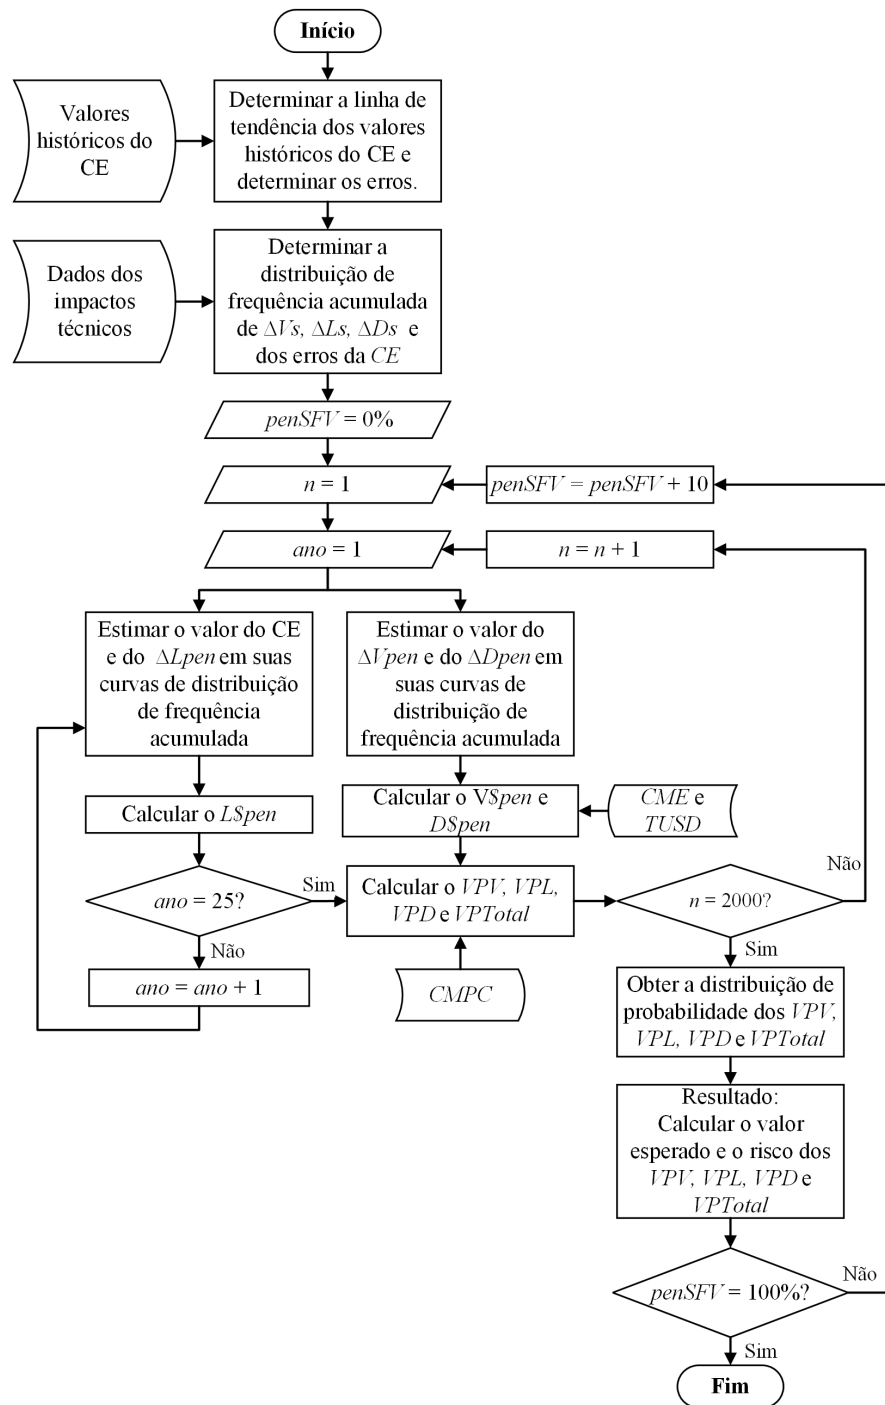 Início
Valores
históricos do
CE
Determinar a linha de
tendência dos valores
históricos do CE e
determinar os erros.
Dados dos
impactos
técnicos
Determinar a
distribuição de
frequência acumulada
de ΔVs, ΔLs, ΔDs e
dos erros da CE
penSFV = 0%
n = 1
penSFV = penSFV + 10
ano = 1
n = n + 1
Estimar o valor do CE
e do ΔLpen em suas
curvas de distribuição
de frequência
acumulada
Estimar o valor do
ΔVpen e do ΔDpen em
suas curvas de
distribuição de
frequência acumulada
Calcular o L$pen
Calcular o V$pen e
D$pen
CME e
TUSD
ano = 25?
Sim
Não
ano = ano + 1
Calcular o VPV, VPL,
VPD e VPTotal
CMPC
n = 2000?
Não
Sim
Obter a distribuição de
probabilidade dos VPV,
VPL, VPD e VPTotal
Resultado:
Calcular o valor
esperado e o risco dos
VPV, VPL, VPD e
VPTotal
penSFV = 100%?
Não
Sim
Fim